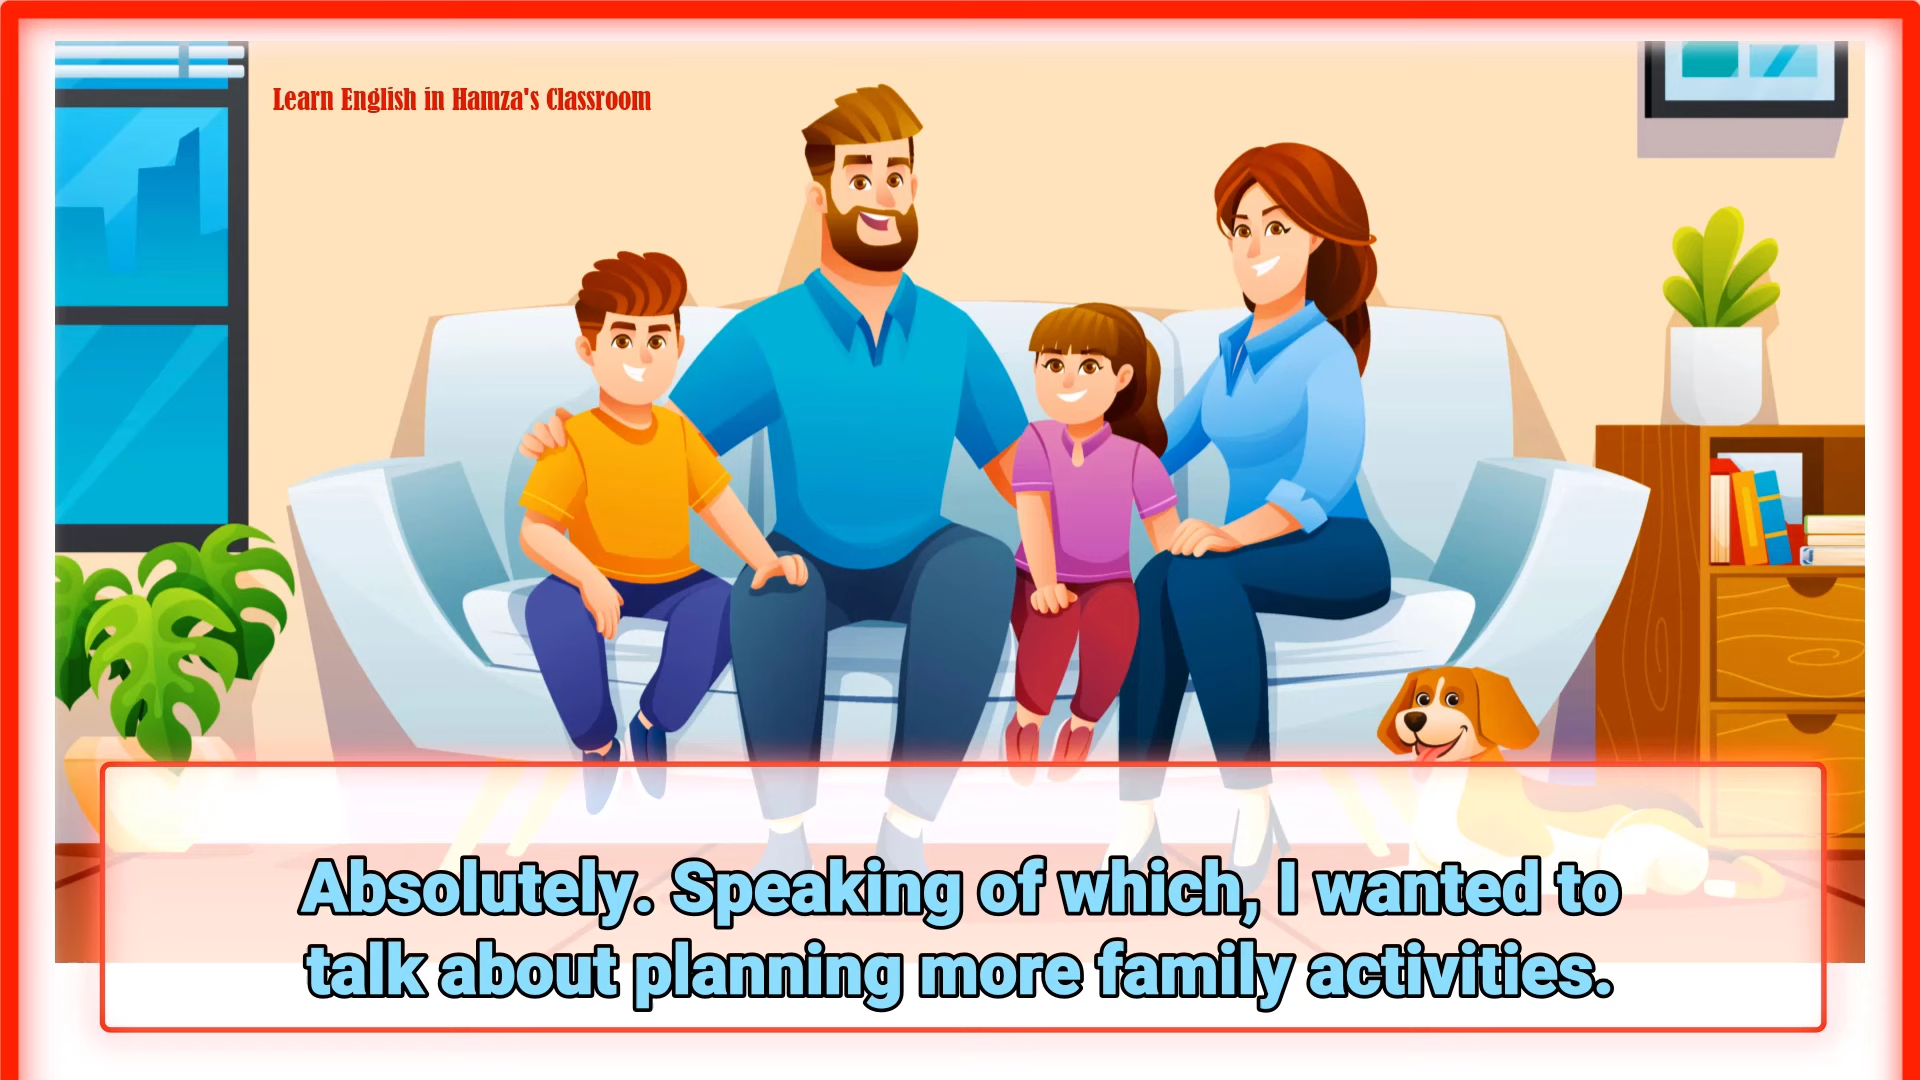 Learn English in Hamza's Classroom
Absolutely. Speaking of which, I wanted to
talk about planning more family activities.